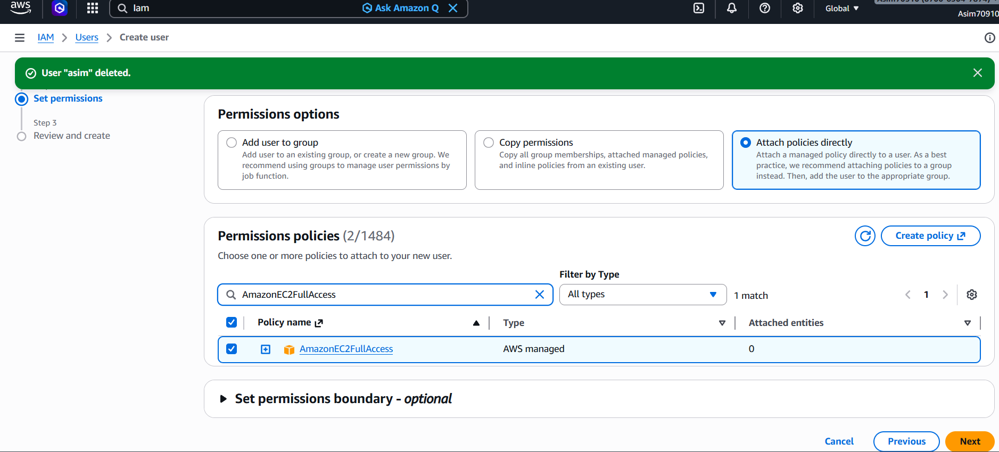 aws
Iam
Ask Amazon Q
Global
Asim70910
IAM
Users
Create user
User "asim" deleted.
Set permissions
Step 3
Review and create
Permissions options
Add user to group
Add user to an existing group, or create a new group. We
recommend using groups to manage user permissions by
job function.
Copy permissions
Copy all group memberships, attached managed policies,
and inline policies from an existing user.
Attach policies directly
Attach a managed policy directly to a user. As a best
practice, we recommend attaching policies to a group
instead. Then, add the user to the appropriate group.
Permissions policies (2/1484)
Create policy
Choose one or more policies to attach to your new user.
Filter by Type
AmazonEC2FullAccess
All types
1 match
1
Policy name
Type
Attached entities
AmazonEC2FullAccess
AWS managed
0
Set permissions boundary - optional
Cancel
Previous
Next